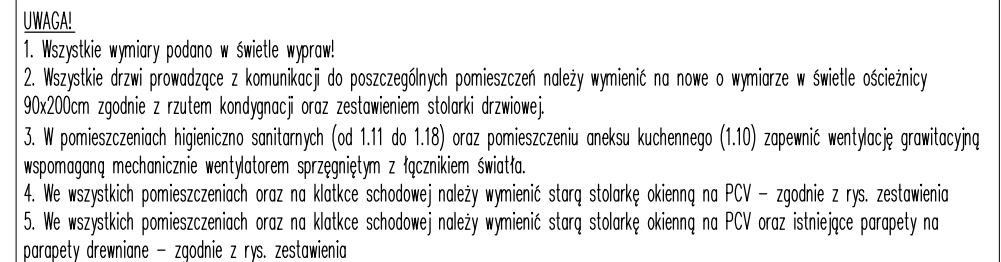 UWAGA!
1. Wszystkie wymiary podano w świetle wypraw!
2. Wszystkie drzwi prowadzące z komunikacji do poszczególnych pomieszczeń należy wymienić na nowe o wymiarze w świetle ościeżnicy
90x200cm zgodnie z rzutem kondygnacji oraz zestawieniem stolarki drzwiowej.
3. W pomieszczeniach higieniczno sanitarnych (od 1.11 do 1.18) oraz pomieszczeniu aneksu kuchennego (1.10) zapewnić wentylację grawitacyjną
wspomaganą mechanicznie wentylatorem sprzęgniętym z łącznikiem światła.
4. We wszystkich pomieszczeniach oraz na klatkce schodowej należy wymienić starą stolarkę okienną na PCV – zgodnie z rys. zestawienia
5. We wszystkich pomieszczeniach oraz na klatkce schodowej należy wymienić starą stolarkę okienną na PCV oraz istniejące parapety na
parapety drewniane – zgodnie z rys. zestawienia